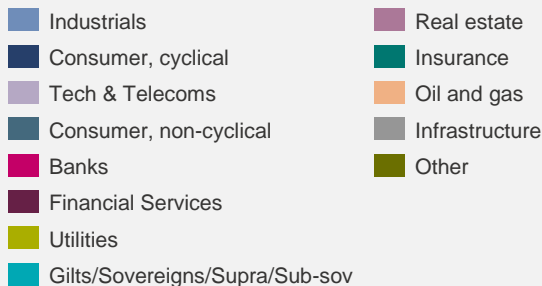 Industrials
Consumer, cyclical
Tech & Telecoms
Consumer, non-cyclical
Banks
Financial Services
Utilities
Gilts/Sovereigns/Supra/Sub-sov
Real estate
Insurance
Oil and gas
Infrastructure
Other